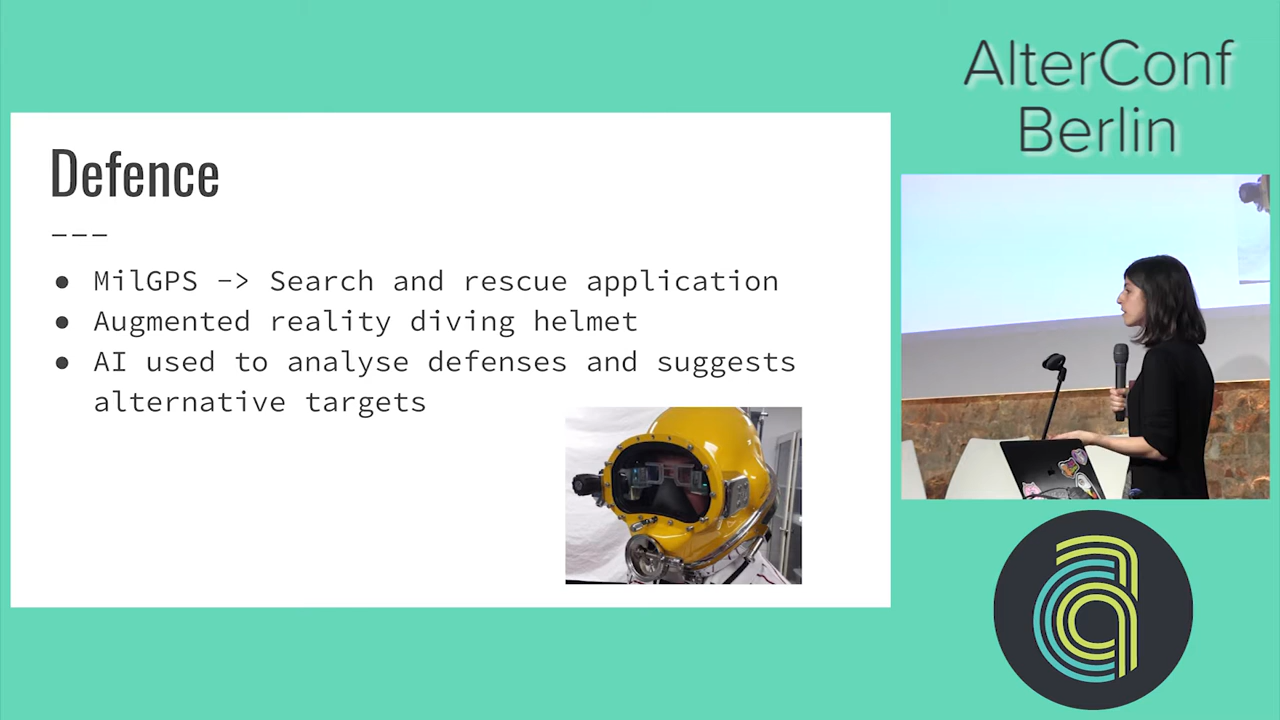 AlterConf
Berlin
Defence
---
● MilGPS -> Search and rescue application
● Augmented reality diving helmet
● AI used to analyse defenses and suggests
alternative targets